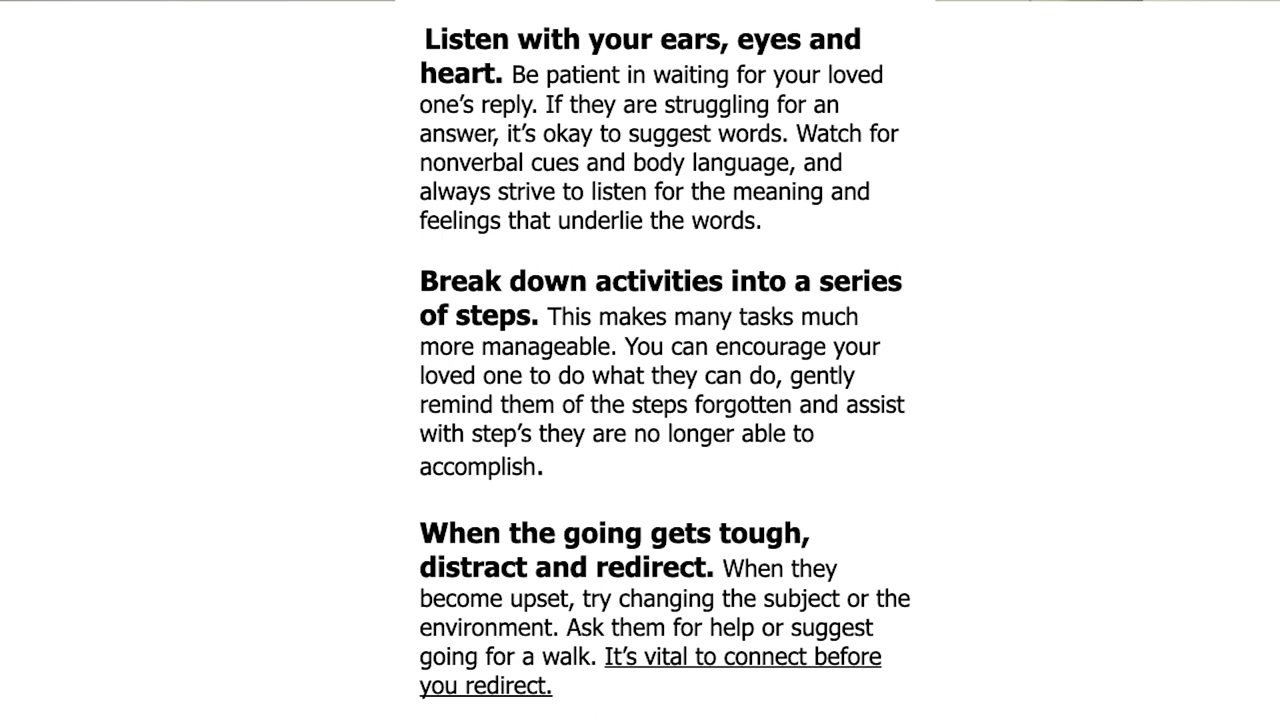 Listen with your ears, eyes and
heart. Be patient in waiting for your loved
one’s reply. If they are struggling for an
answer, it’s okay to suggest words. Watch for
nonverbal cues and body language, and
always strive to listen for the meaning and
feelings that underlie the words.
Break down activities into a series
of steps. This makes many tasks much
more manageable. You can encourage your
loved one to do what they can do, gently
remind them of the steps forgotten and assist
with step’s they are no longer able to
accomplish.
When the going gets tough,
distract and redirect. When they
become upset, try changing the subject or the
environment. Ask them for help or suggest
going for a walk. It’s vital to connect before
you redirect.